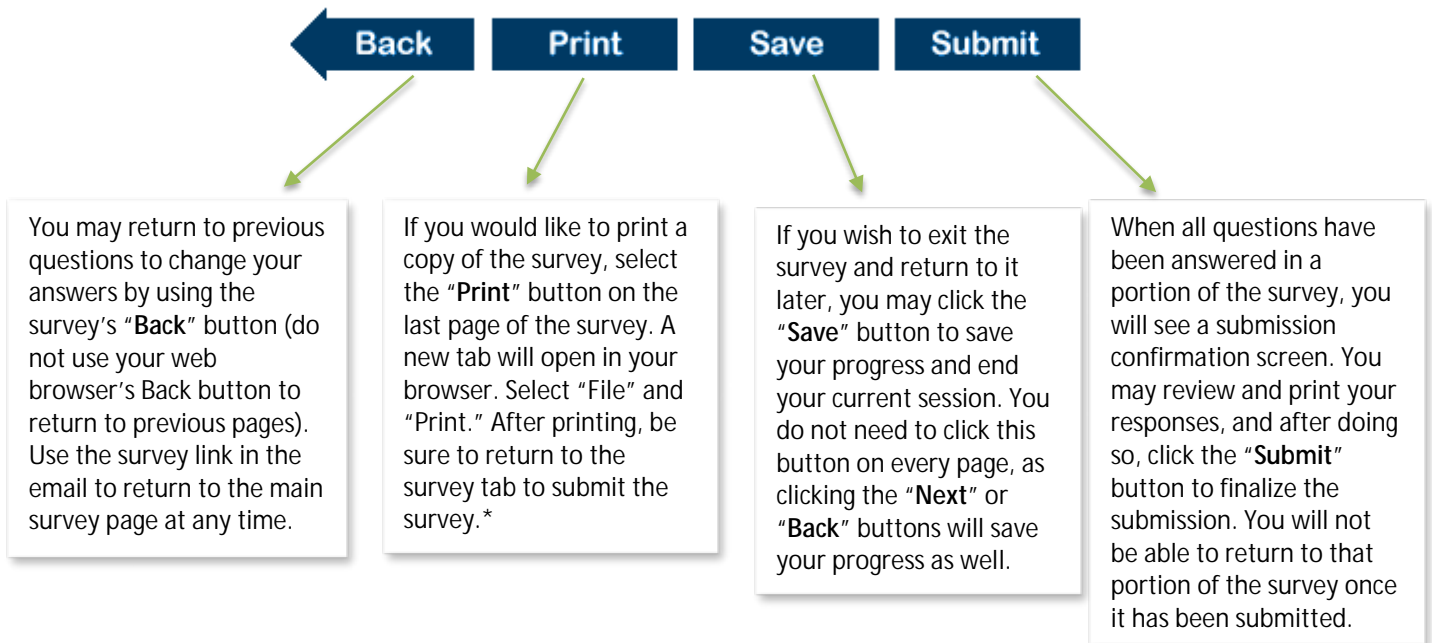 Back
Print
Save
Submit
You may return to previous
questions to change your
answers by using the
survey’s “Back” button (do
not use your web
browser’s Back button to
return to previous pages).
Use the survey link in the
email to return to the main
survey page at any time.
If you would like to print a
copy of the survey, select
the “Print” button on the
last page of the survey. A
new tab will open in your
browser. Select “File” and
“Print.” After printing, be
sure to return to the
survey tab to submit the
survey.*
If you wish to exit the
survey and return to it
later, you may click the
“Save” button to save
your progress and end
your current session. You
do not need to click this
button on every page, as
clicking the “Next” or
“Back” buttons will save
your progress as well.
When all questions have
been answered in a
portion of the survey, you
will see a submission
confirmation screen. You
may review and print your
responses, and after doing
so, click the “Submit”
button to finalize the
submission. You will not
be able to return to that
portion of the survey once
it has been submitted.